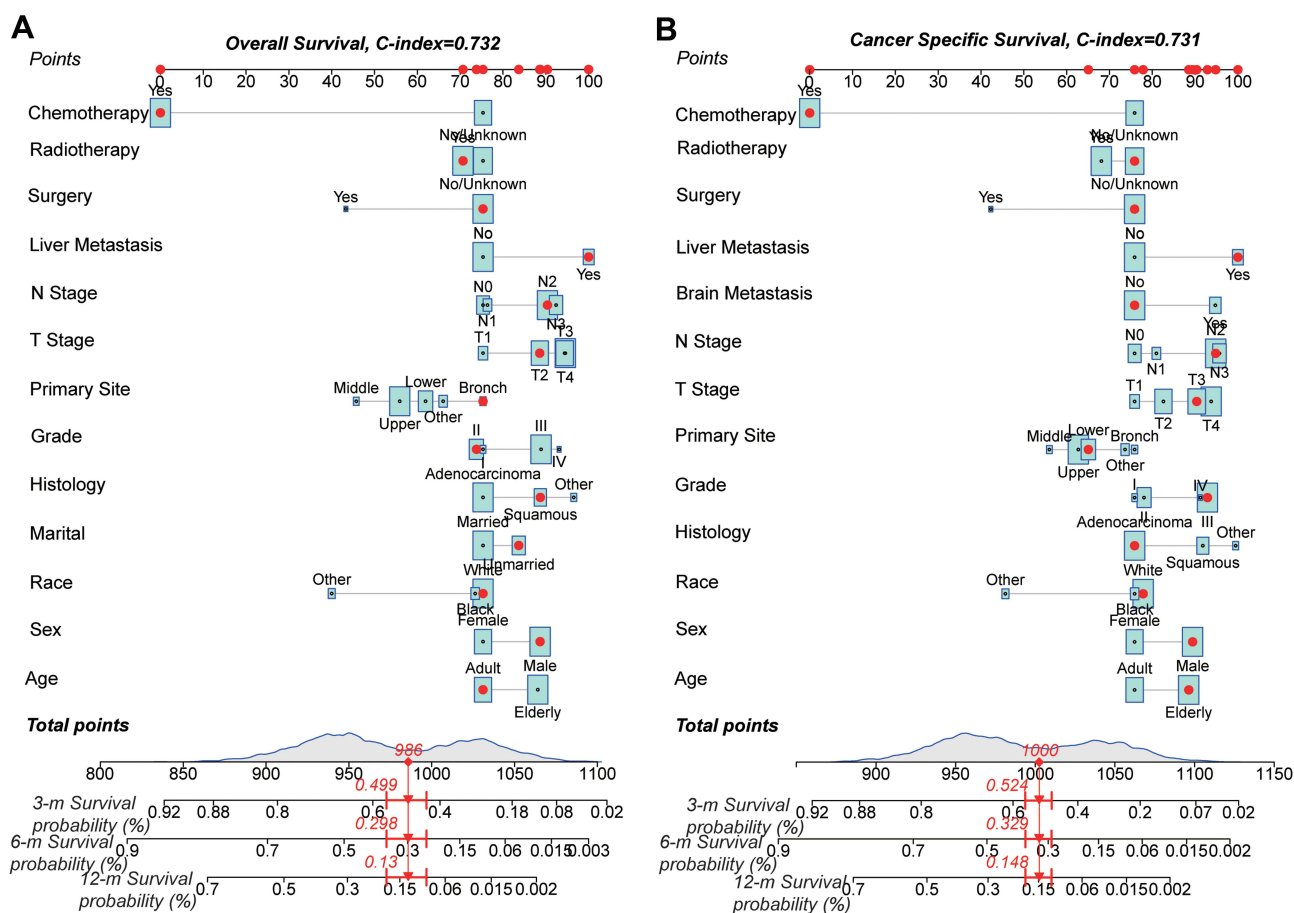 A
Overall Survival, C-index=0.732
Points
0 10 20 30 40 50 60 70 80 90 100
Yes
Chemotherapy
No/Unknown
Yes
Radiotherapy
No/Unknown
Surgery
Yes
No
Liver Metastasis
Yes
N Stage
N0 N2
N1 N3
T Stage
T1 T3
T2 T4
Primary Site
Middle Lower Bronch
Upper Other
Grade
II III
I IV
Histology
Adenocarcinoma Other
Squamous
Marital
Married
Unmarried
Race
Other White
Black
Sex
Female
Male
Age
Adult
Elderly
Total points
986
800 850 900 950 1000 1050 1100
0.499
3-m Survival
probability (%)
0.92 0.88 0.8 0.6 0.4 0.18 0.08 0.02
0.298
6-m Survival
probability (%)
0.9 0.7 0.5 0.3 0.15 0.06 0.015 0.003
0.13
12-m Survival
probability (%)
0.7 0.5 0.3 0.15 0.06 0.015 0.002
B
Cancer Specific Survival, C-index=0.731
Points
0 10 20 30 40 50 60 70 80 90 100
Yes
Chemotherapy
No/Unknown
Yes
Radiotherapy
No/Unknown
Surgery
Yes
No
Liver Metastasis
Yes
Brain Metastasis
No
Yes
N Stage
N0 N2
N1 N3
T Stage
T1 T3
T2 T4
Primary Site
Middle Lower Bronch
Upper Other
Grade
I IV
II III
Histology
Adenocarcinoma Other
Squamous
Race
Other White
Black
Sex
Female
Male
Age
Adult
Elderly
Total points
1000
900 950 1000 1050 1100 1150
0.524
3-m Survival
probability (%)
0.92 0.88 0.8 0.6 0.4 0.2 0.07 0.02
0.329
6-m Survival
probability (%)
0.9 0.7 0.5 0.3 0.15 0.06 0.015 0.002
0.148
12-m Survival
probability (%)
0.7 0.5 0.3 0.15 0.06 0.015 0.002